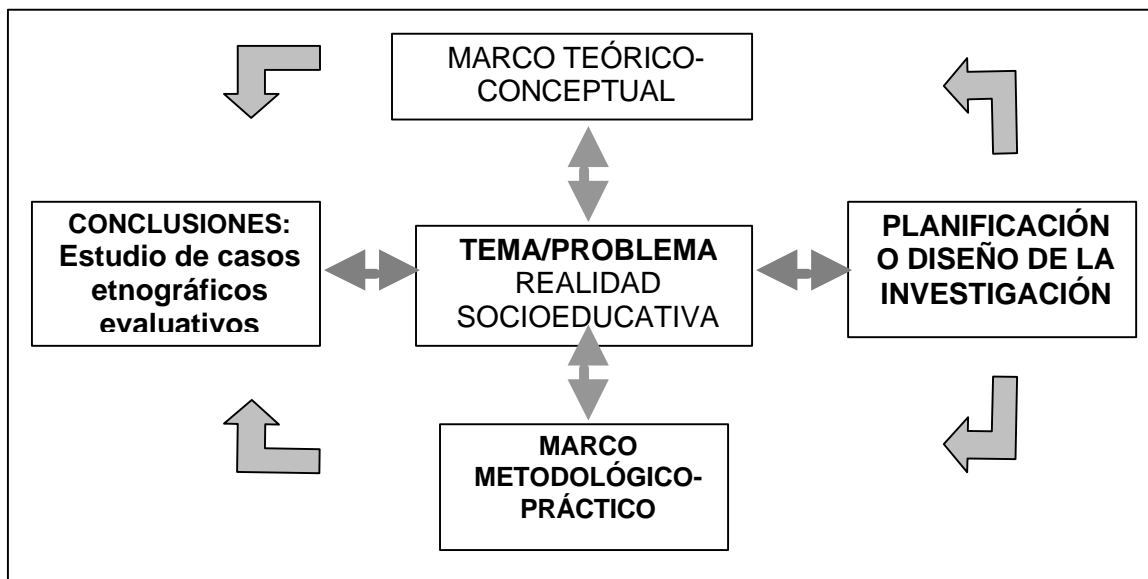 MARCO TEÓRICO-
CONCEPTUAL
CONCLUSIONES:
Estudio de casos
etnográficos
evaluativos
TEMA/PROBLEMA
REALIDAD
SOCIOEDUCATIVA
PLANIFICACIÓN
O DISEÑO DE LA
INVESTIGACIÓN
MARCO
METODOLÓGICO-
PRÁCTICO